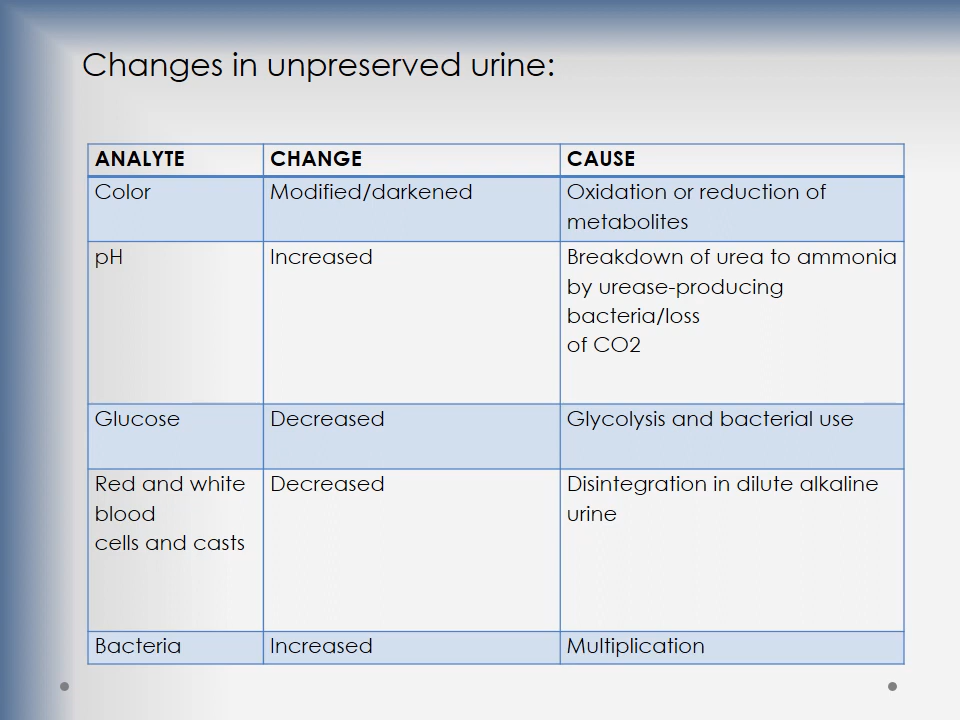 Changes in unpreserved urine:
ANALYTE CHANGE CAUSE
Color Modified/darkened Oxidation or reduction of
metabolites
pH Increased Breakdown of urea to ammonia
by urease-producing
bacteria/loss
of CO2
Glucose Decreased Glycolysis and bacterial use
Red and white Decreased Disintegration in dilute alkaline
blood urine
cells and casts
Bacteria Increased Multiplication